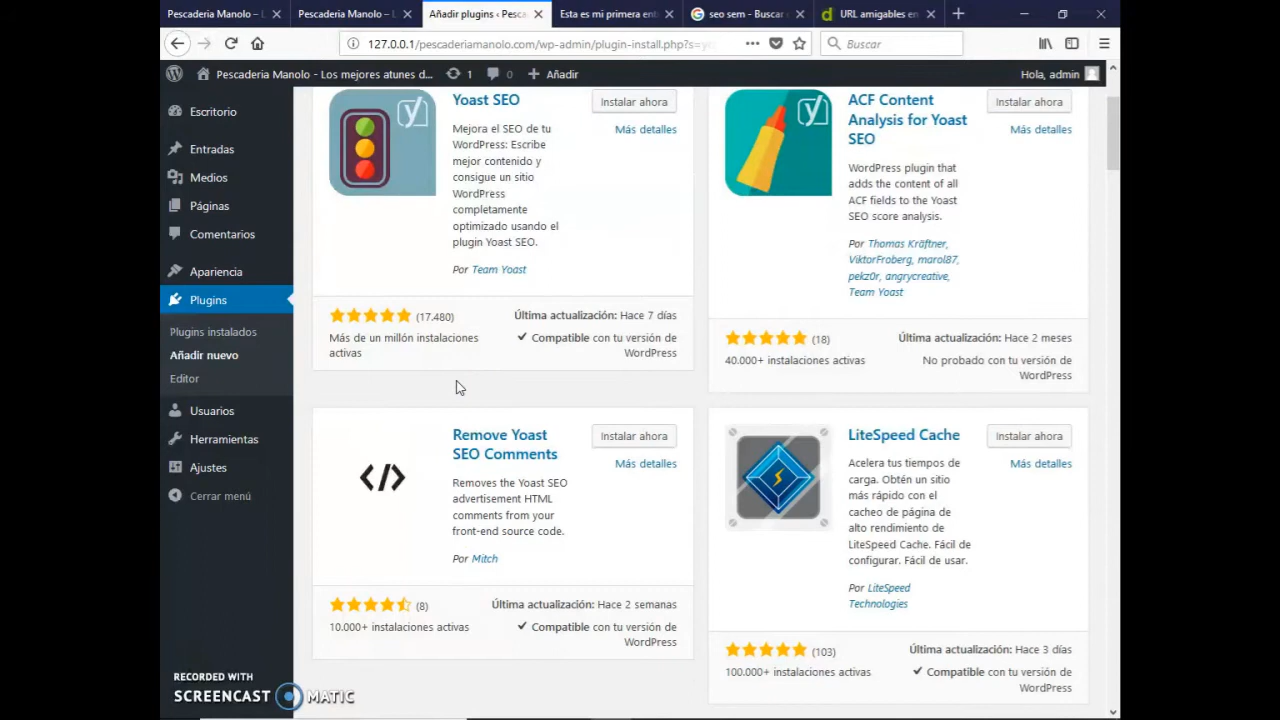 Pescaderia Manolo – L
Pescaderia Manolo – L
Añadir plugins ‹ Pesca
Esta es mi primera ent
seo sem - Buscar
URL amigables en
127.0.0.1/pescaderiamanolo.com/wp-admin/plugin-install.php?s=y
Buscar
Pescaderia Manolo - Los mejores atunes d...
1
0
Añadir
Hola, admin
Escritorio
Entradas
Medios
Páginas
Comentarios
Apariencia
Plugins
Plugins instalados
Añadir nuevo
Editor
Usuarios
Herramientas
Ajustes
Cerrar menú
Yoast SEO
Instalar ahora
Más detalles
Mejora el SEO de tu
WordPress: Escribe
mejor contenido y
consigue un sitio
WordPress
completamente
optimizado usando el
plugin Yoast SEO.
Por Team Yoast
(17.480)
Última actualización: Hace 7 días
Más de un millón instalaciones
activas
Compatible con tu versión de
WordPress
ACF Content
Analysis for Yoast
SEO
Instalar ahora
Más detalles
WordPress plugin that
adds the content of all
ACF fields to the Yoast
SEO score analysis.
Por Thomas Kräftner,
ViktorFroberg, marol87,
pekz0r, angrycreative,
Team Yoast
(18)
Última actualización: Hace 2 meses
40.000+ instalaciones activas
No probado con tu versión de
WordPress
</>
Remove Yoast
SEO Comments
Instalar ahora
Más detalles
Removes the Yoast SEO
advertisement HTML
comments from your
front-end source code.
Por Mitch
(8)
Última actualización: Hace 2 semanas
10.000+ instalaciones activas
Compatible con tu versión de
WordPress
LiteSpeed Cache
Instalar ahora
Más detalles
Acelera tus tiempos de
carga. Obtén un sitio
más rápido con el
cacheo de página de
alto rendimiento de
LiteSpeed Cache. Fácil de
configurar. Fácil de usar.
Por LiteSpeed
Technologies
(103)
Última actualización: Hace 3 días
100.000+ instalaciones activas
Compatible con tu versión de
WordPress
RECORDED WITH
SCREENCAST MATIC